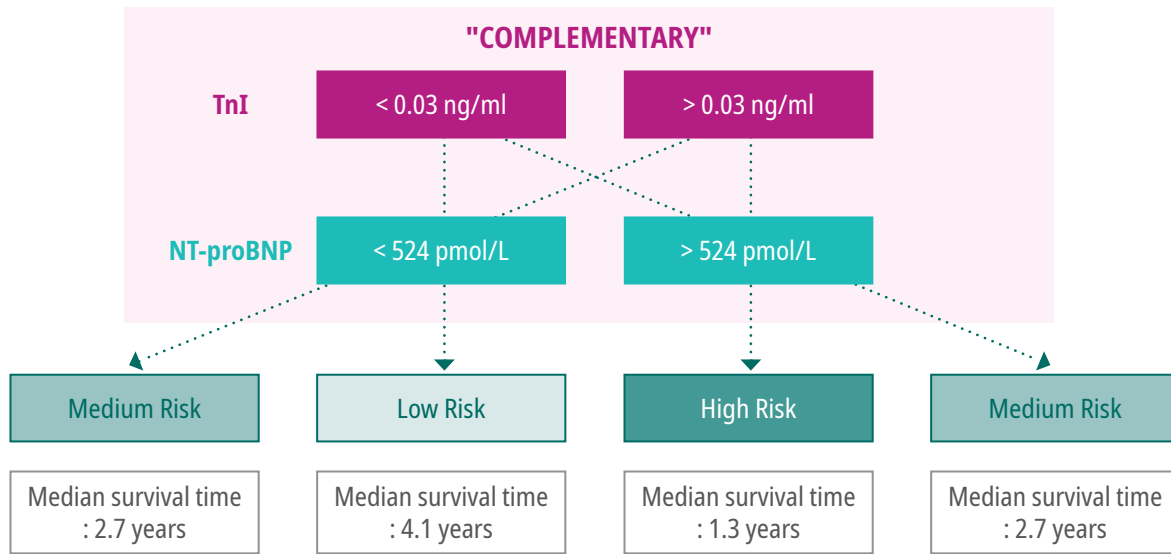 "COMPLEMENTARY"
TnI
< 0.03 ng/ml
> 0.03 ng/ml
NT-proBNP
< 524 pmol/L
> 524 pmol/L
Medium Risk
Low Risk
High Risk
Medium Risk
Median survival time
: 2.7 years
Median survival time
: 4.1 years
Median survival time
: 1.3 years
Median survival time
: 2.7 years